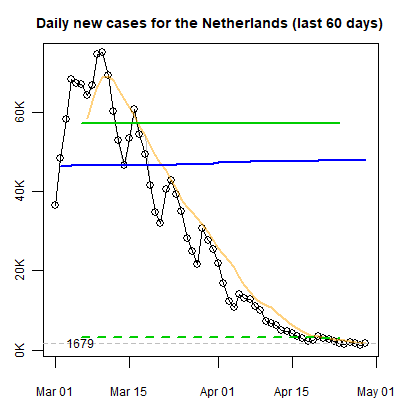 Daily new cases for the Netherlands (last 60 days)
60K
40K
20K
0K
1679
Mar 01 Mar 15 Apr 01 Apr 15 May 01